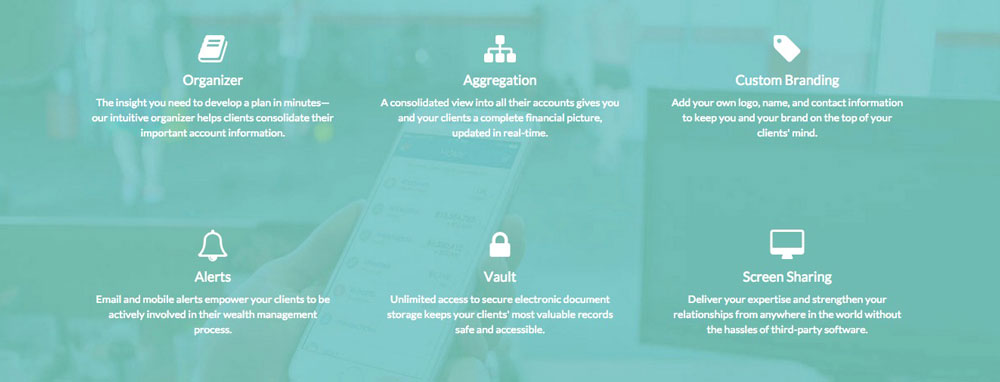 Organizer
The insight you need to develop a plan in minutes—
our intuitive organizer helps clients consolidate their
important account information.
Aggregation
A consolidated view into all their accounts gives you
and your clients a complete financial picture,
updated in real-time.
Custom Branding
Add your own logo, name, and contact information
to keep you and your brand on the top of your
clients' mind.
Alerts
Email and mobile alerts empower your clients to be
actively involved in their wealth management
process.
Vault
Unlimited access to secure electronic document
storage keeps your clients' most valuable records
safe and accessible.
Screen Sharing
Deliver your expertise and strengthen your
relationships from anywhere in the world without
the hassles of third-party software.